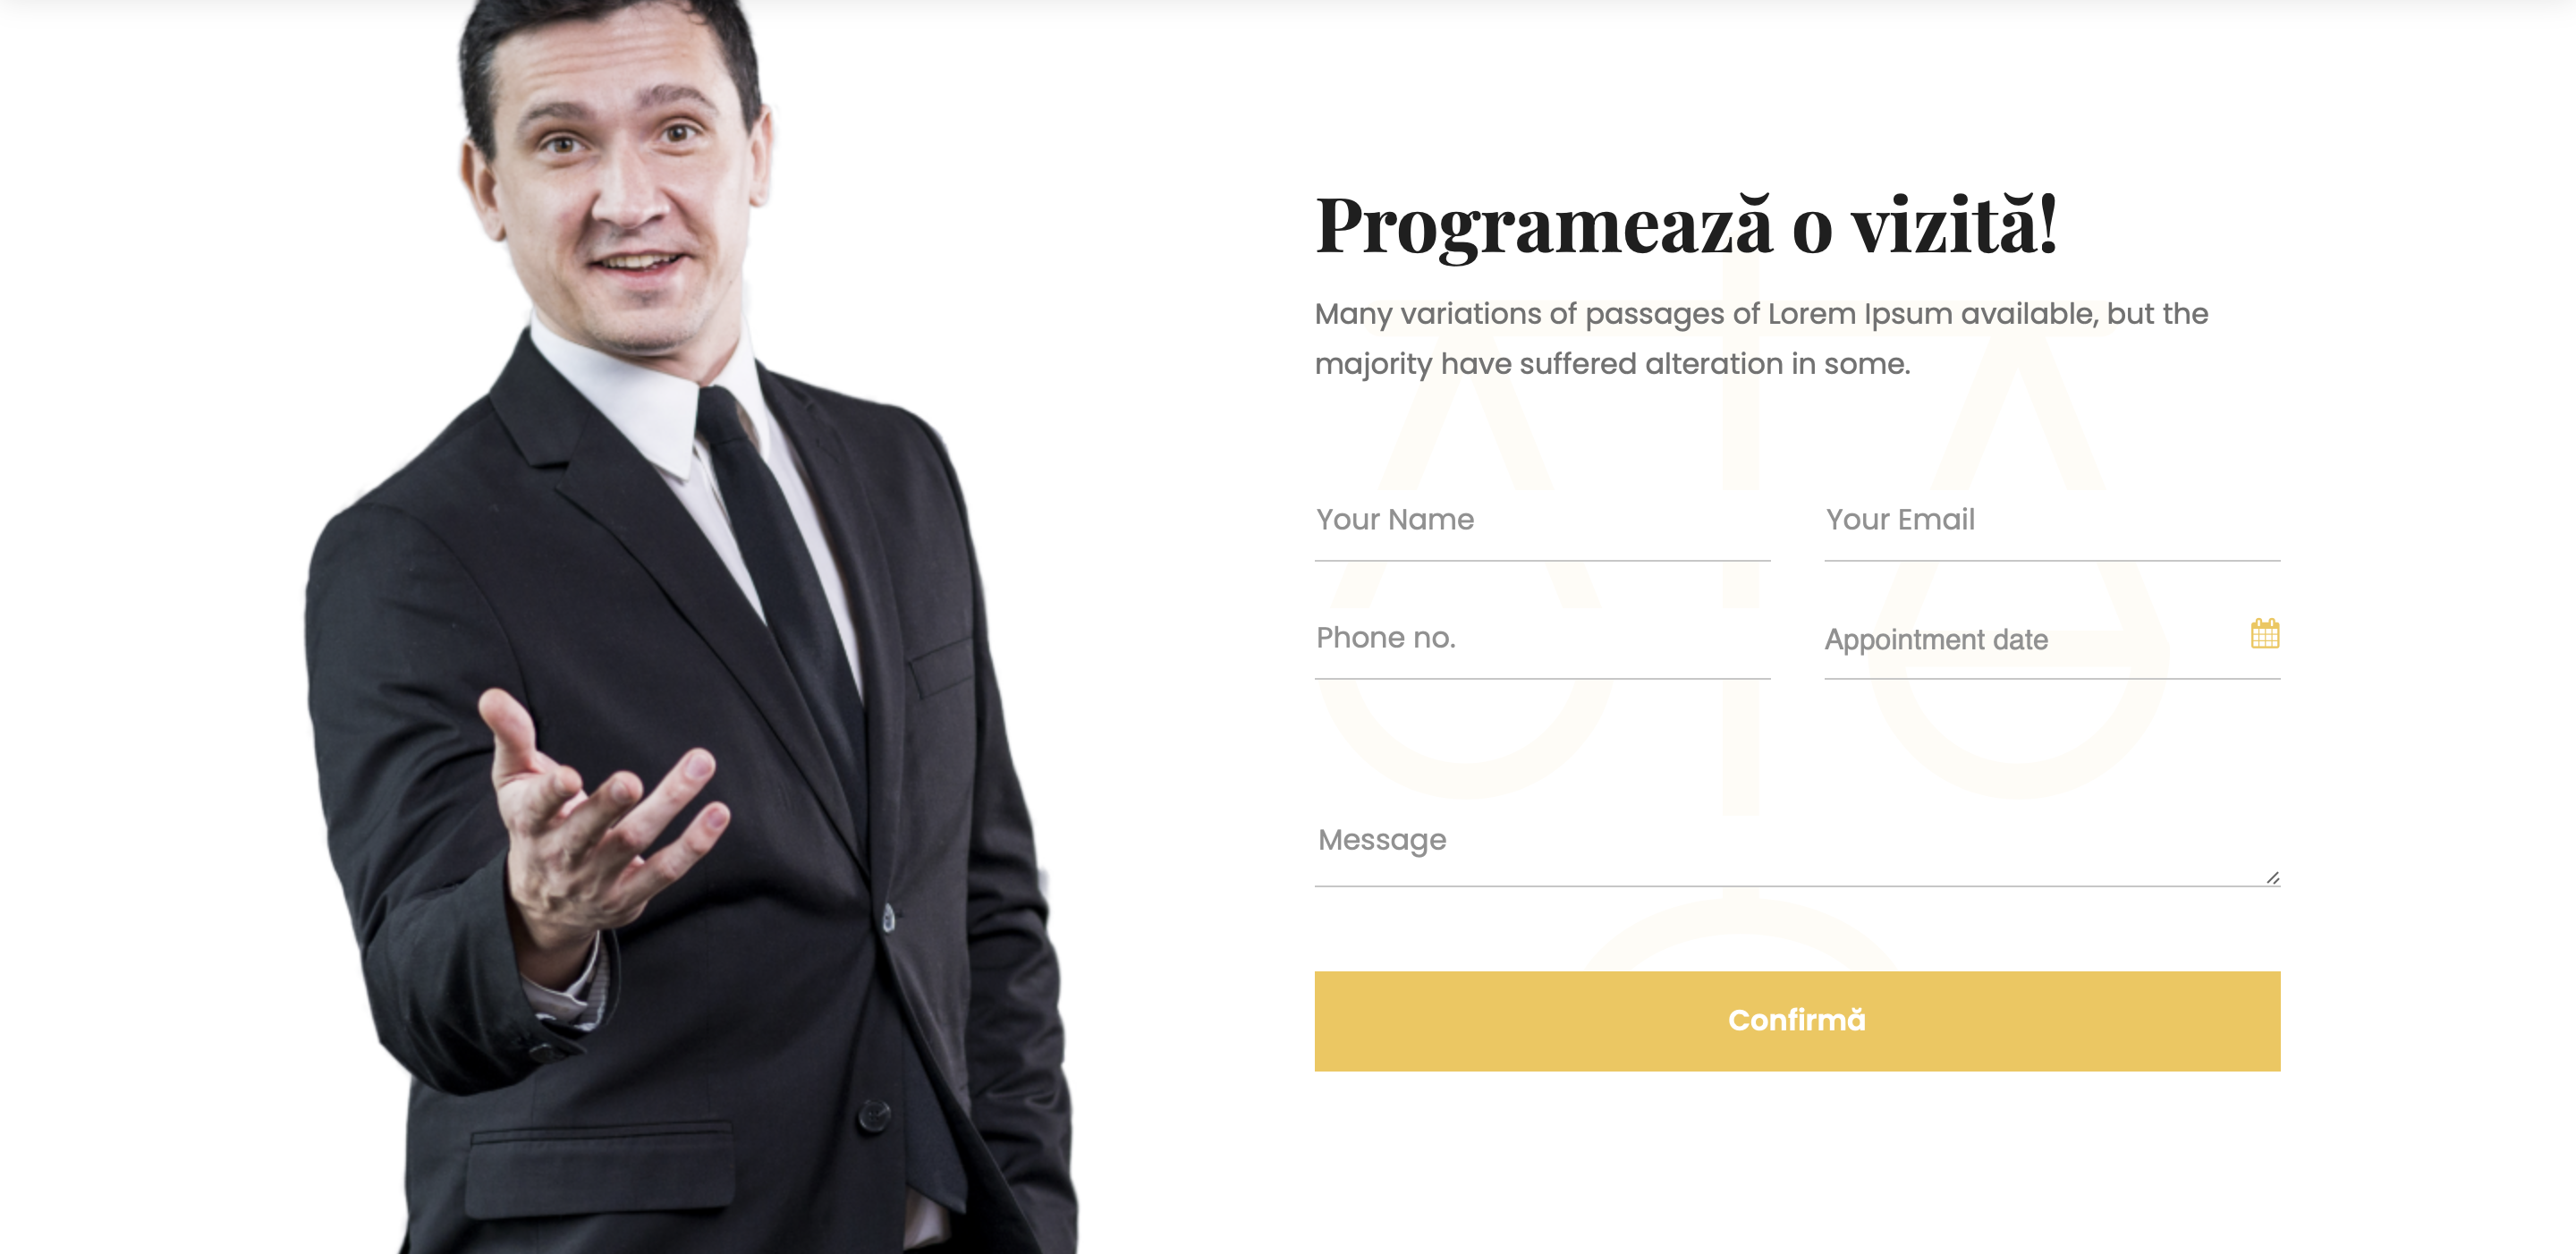 Programează o vizită!
Many variations of passages of Lorem Ipsum available, but the
majority have suffered alteration in some.
Your Name
Your Email
Phone no.
Appointment date
Message
Confirmă